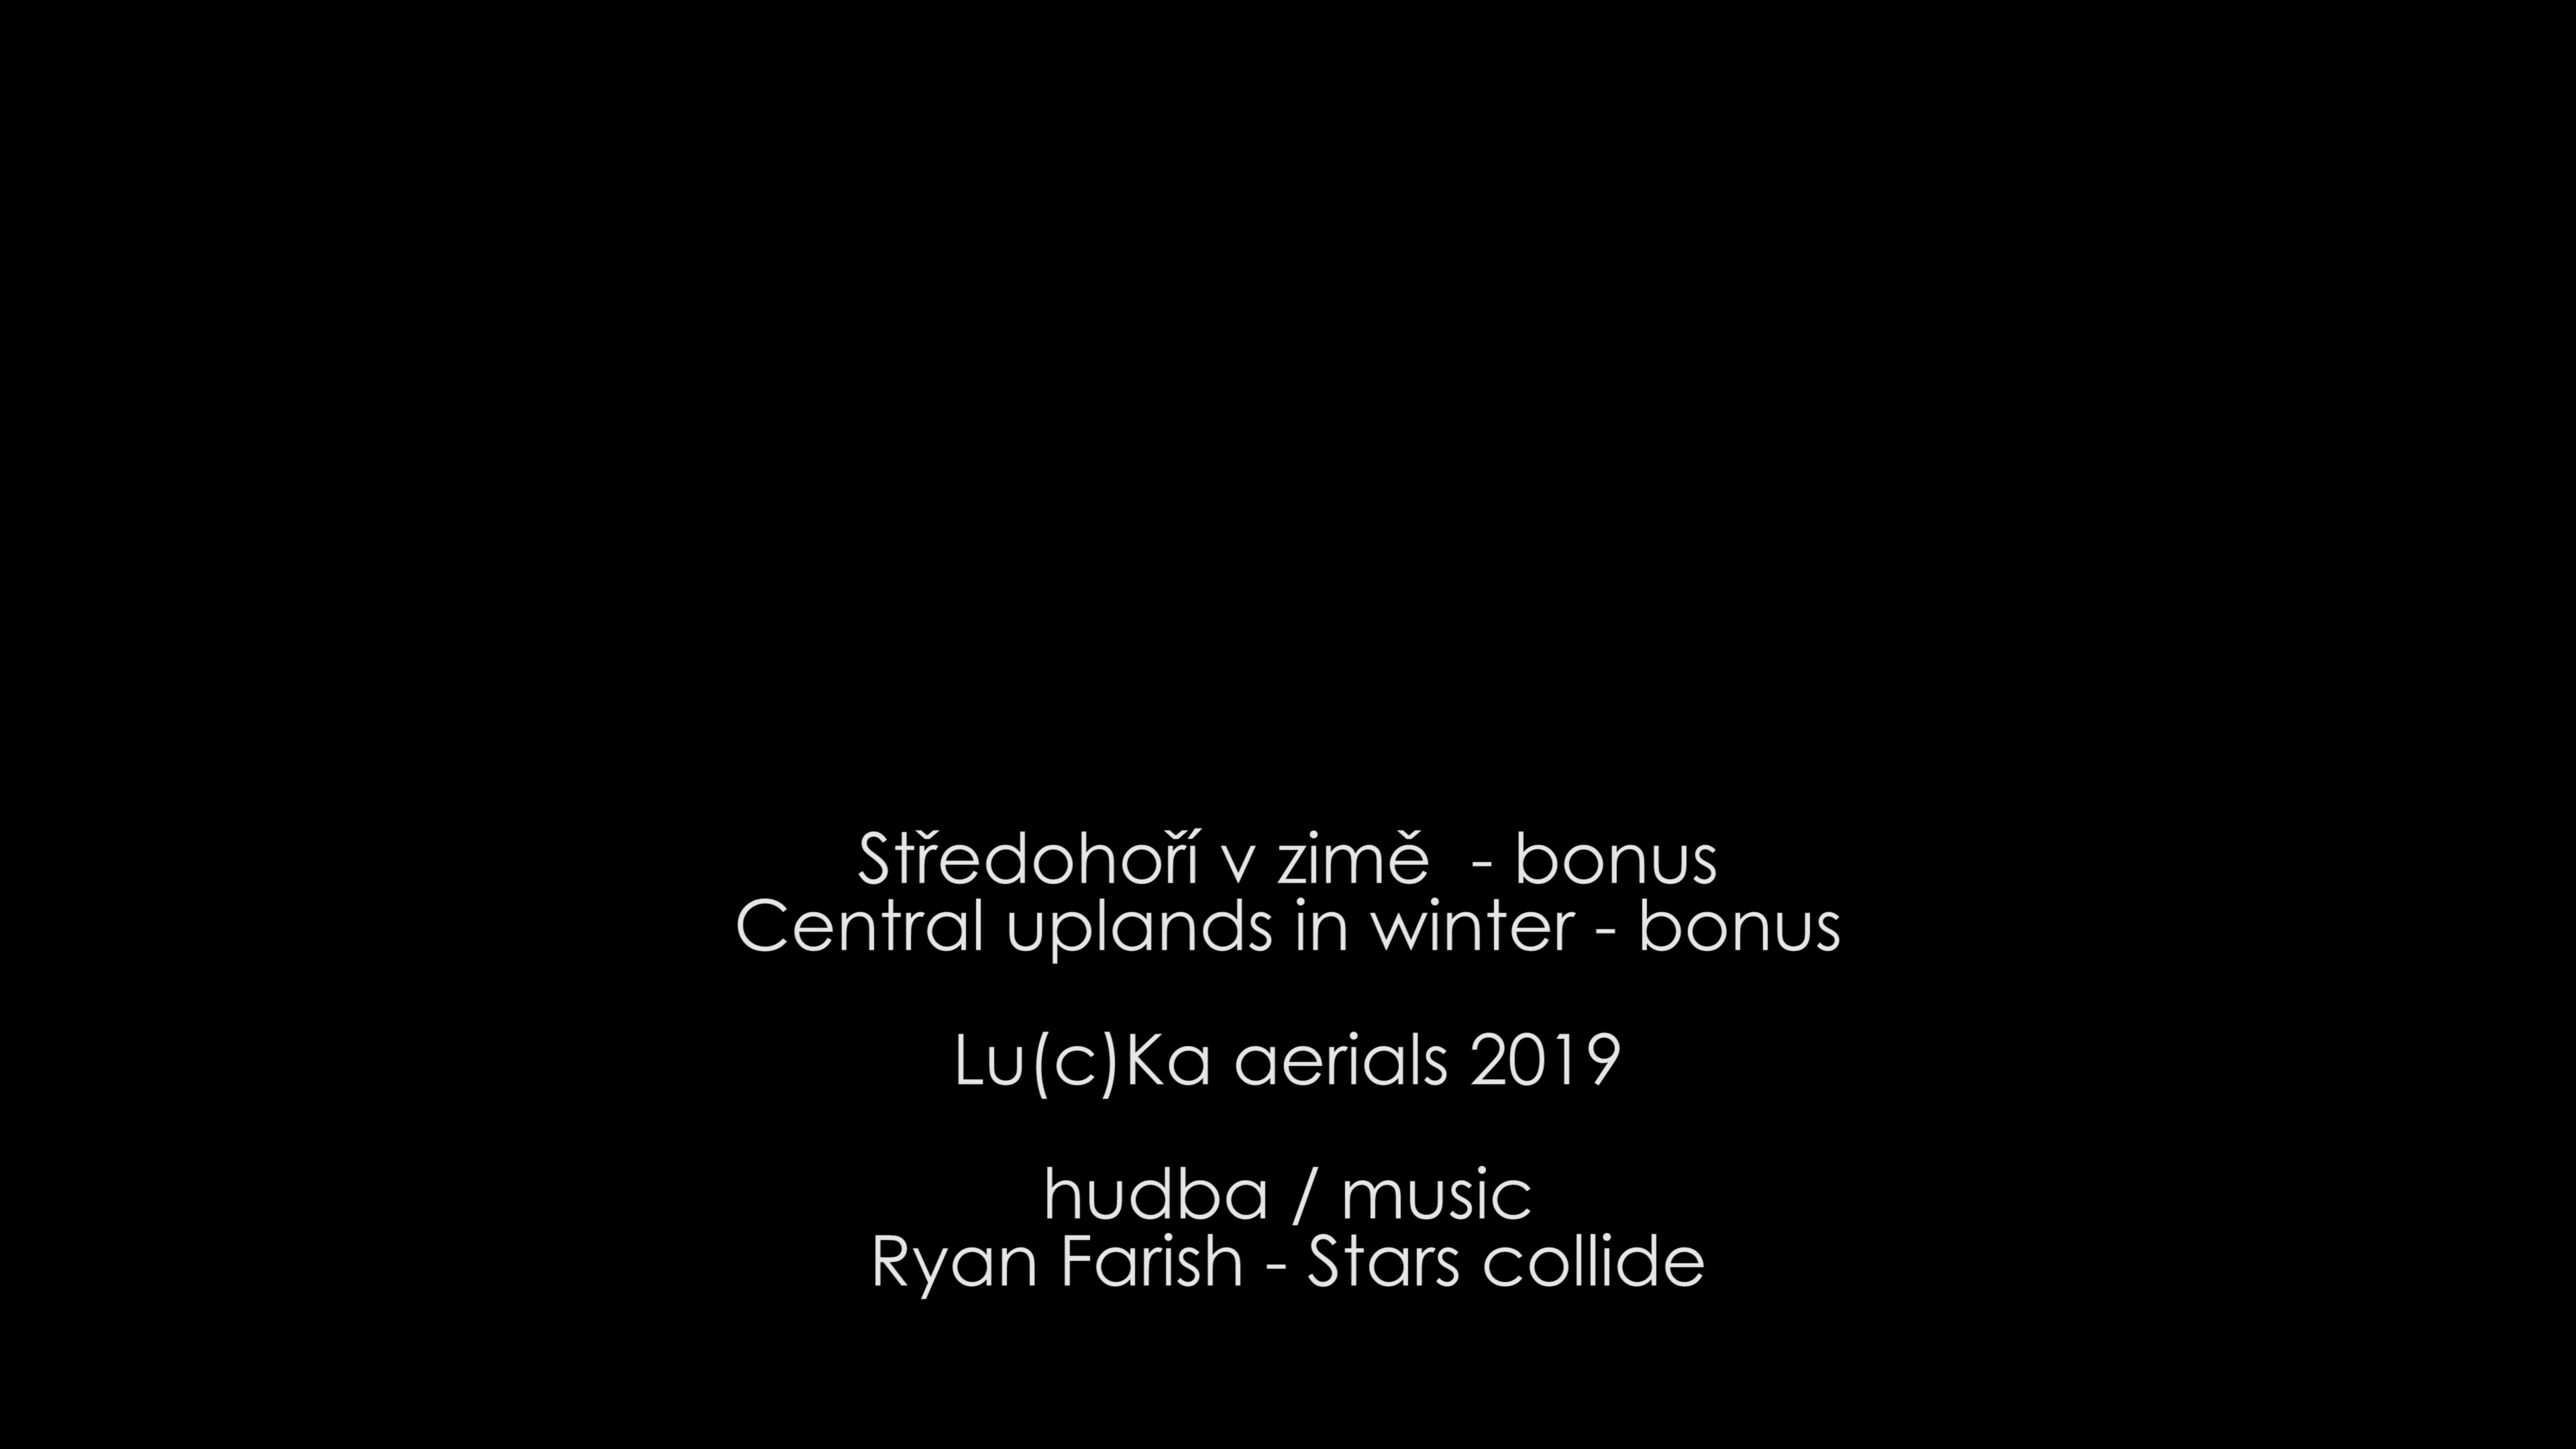 Středohoří v zimě  - bonus
Central uplands in winter - bonus
Lu(c)Ka aerials 2019
hudba / music
Ryan Farish - Stars collide